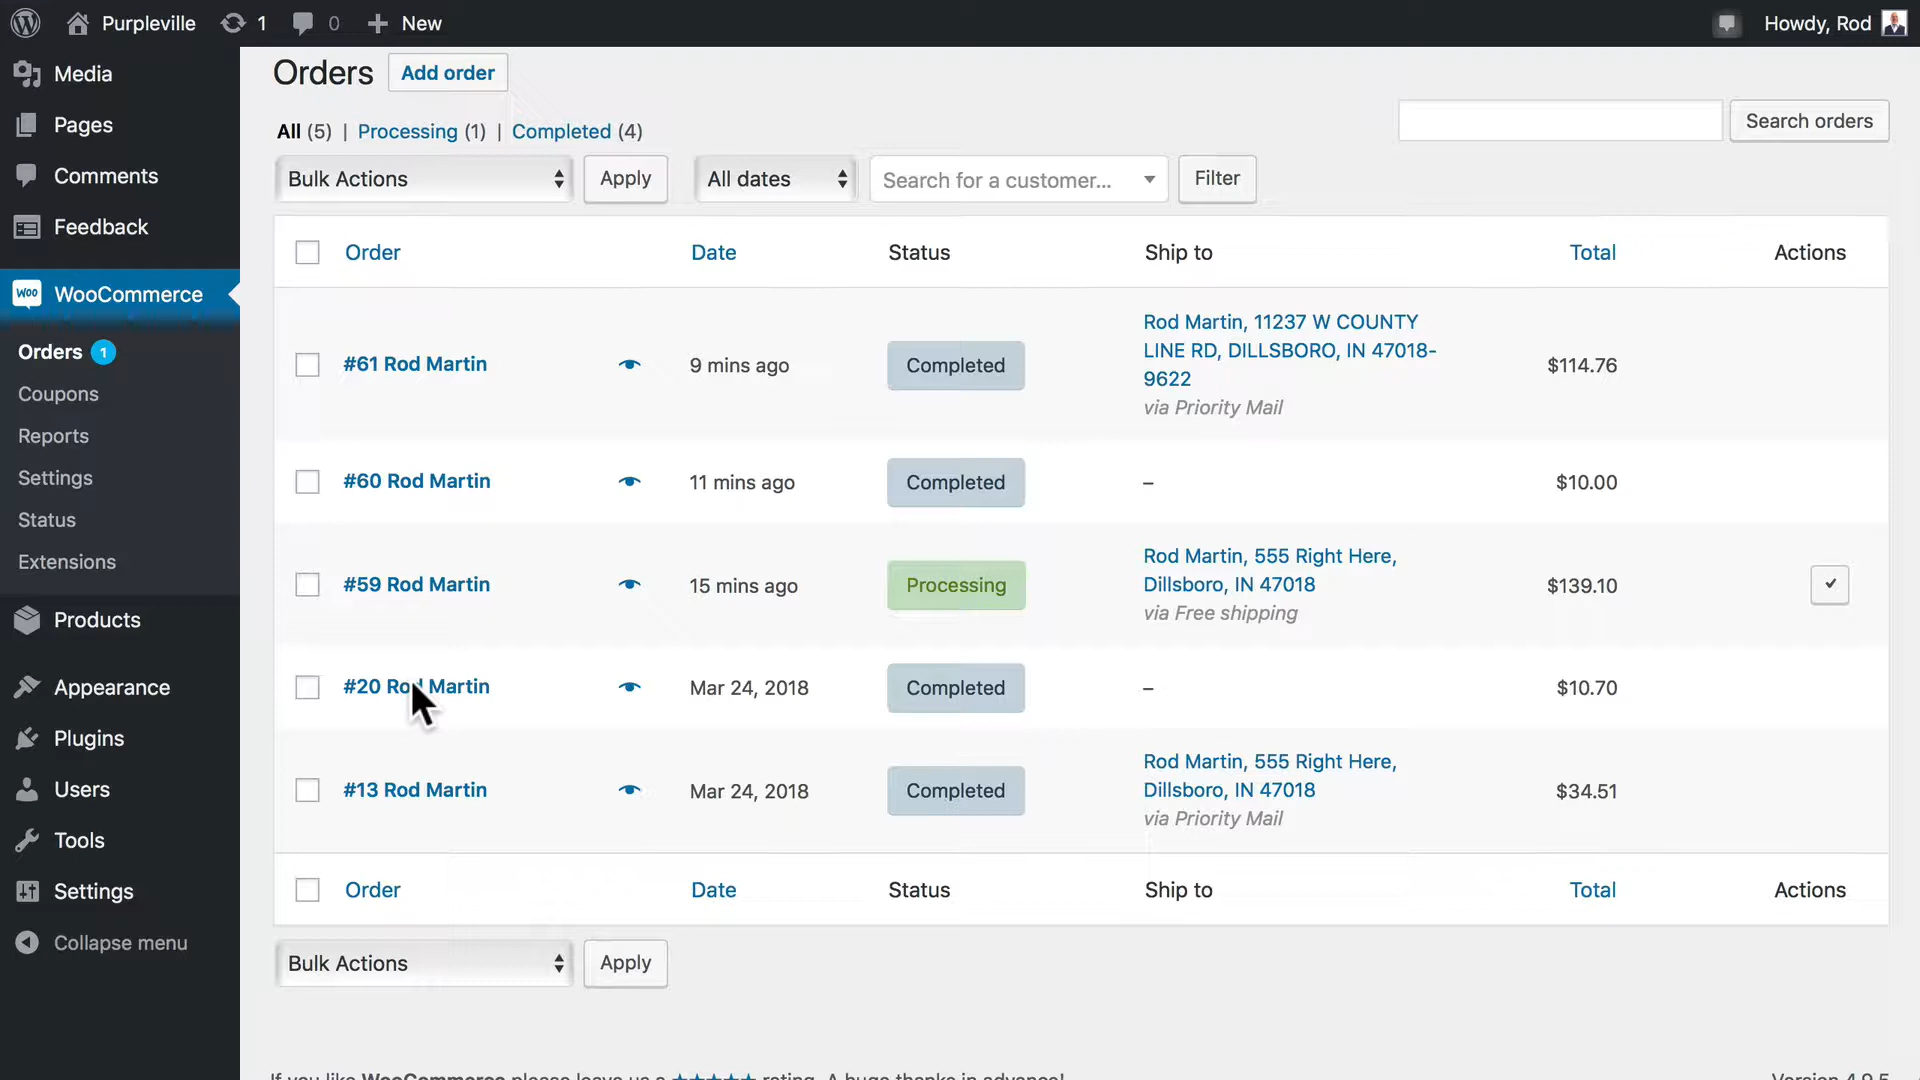 Purpleville 1 0 New Howdy, Rod
Media
Pages
Comments
Feedback
WOO WooCommerce
Orders 1
Coupons
Reports
Settings
Status
Extensions
Products
Appearance
Plugins
Users
Tools
Settings
Collapse menu
Orders Add order
All (5) | Processing (1) | Completed (4)
Search orders
Bulk Actions Apply All dates Search for a customer... Filter
Order Date Status Ship to Total Actions
#61 Rod Martin 9 mins ago Completed Rod Martin, 11237 W COUNTY
LINE RD, DILLSBORO, IN 47018-
9622
via Priority Mail
$114.76
#60 Rod Martin 11 mins ago Completed – $10.00
#59 Rod Martin 15 mins ago Processing Rod Martin, 555 Right Here,
Dillsboro, IN 47018
via Free shipping
$139.10
#20 Rod Martin Mar 24, 2018 Completed – $10.70
#13 Rod Martin Mar 24, 2018 Completed Rod Martin, 555 Right Here,
Dillsboro, IN 47018
via Priority Mail
$34.51
Order Date Status Ship to Total Actions
Bulk Actions Apply
If you like WooCommerce please leave us a ★★★★★ rating. A huge thanks in advance! Version 4.9.5